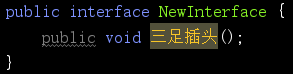 public interface NewInterface {
    public void 三足插头();
}